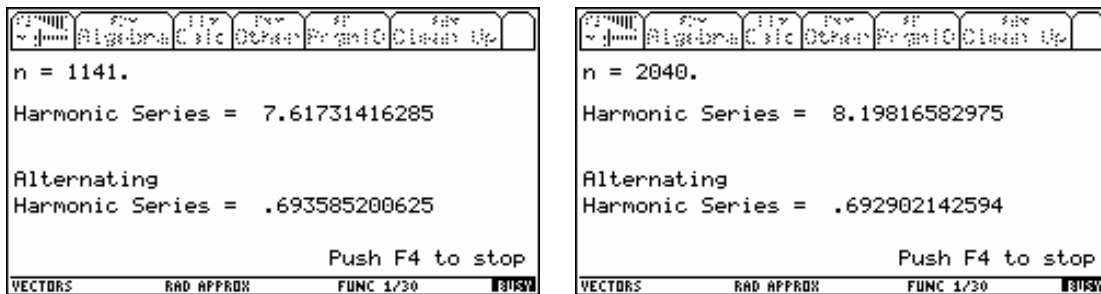 Algebra Calc Other PrgmIO Clean Up
n = 1141.
Harmonic Series = 7.61731416285
Alternating
Harmonic Series = .693585200625
Push F4 to stop
VECTORS RAD APPROX FUNC 1/30 BUSY
Algebra Calc Other PrgmIO Clean Up
n = 2040.
Harmonic Series = 8.19816582975
Alternating
Harmonic Series = .692902142594
Push F4 to stop
VECTORS RAD APPROX FUNC 1/30 BUSY